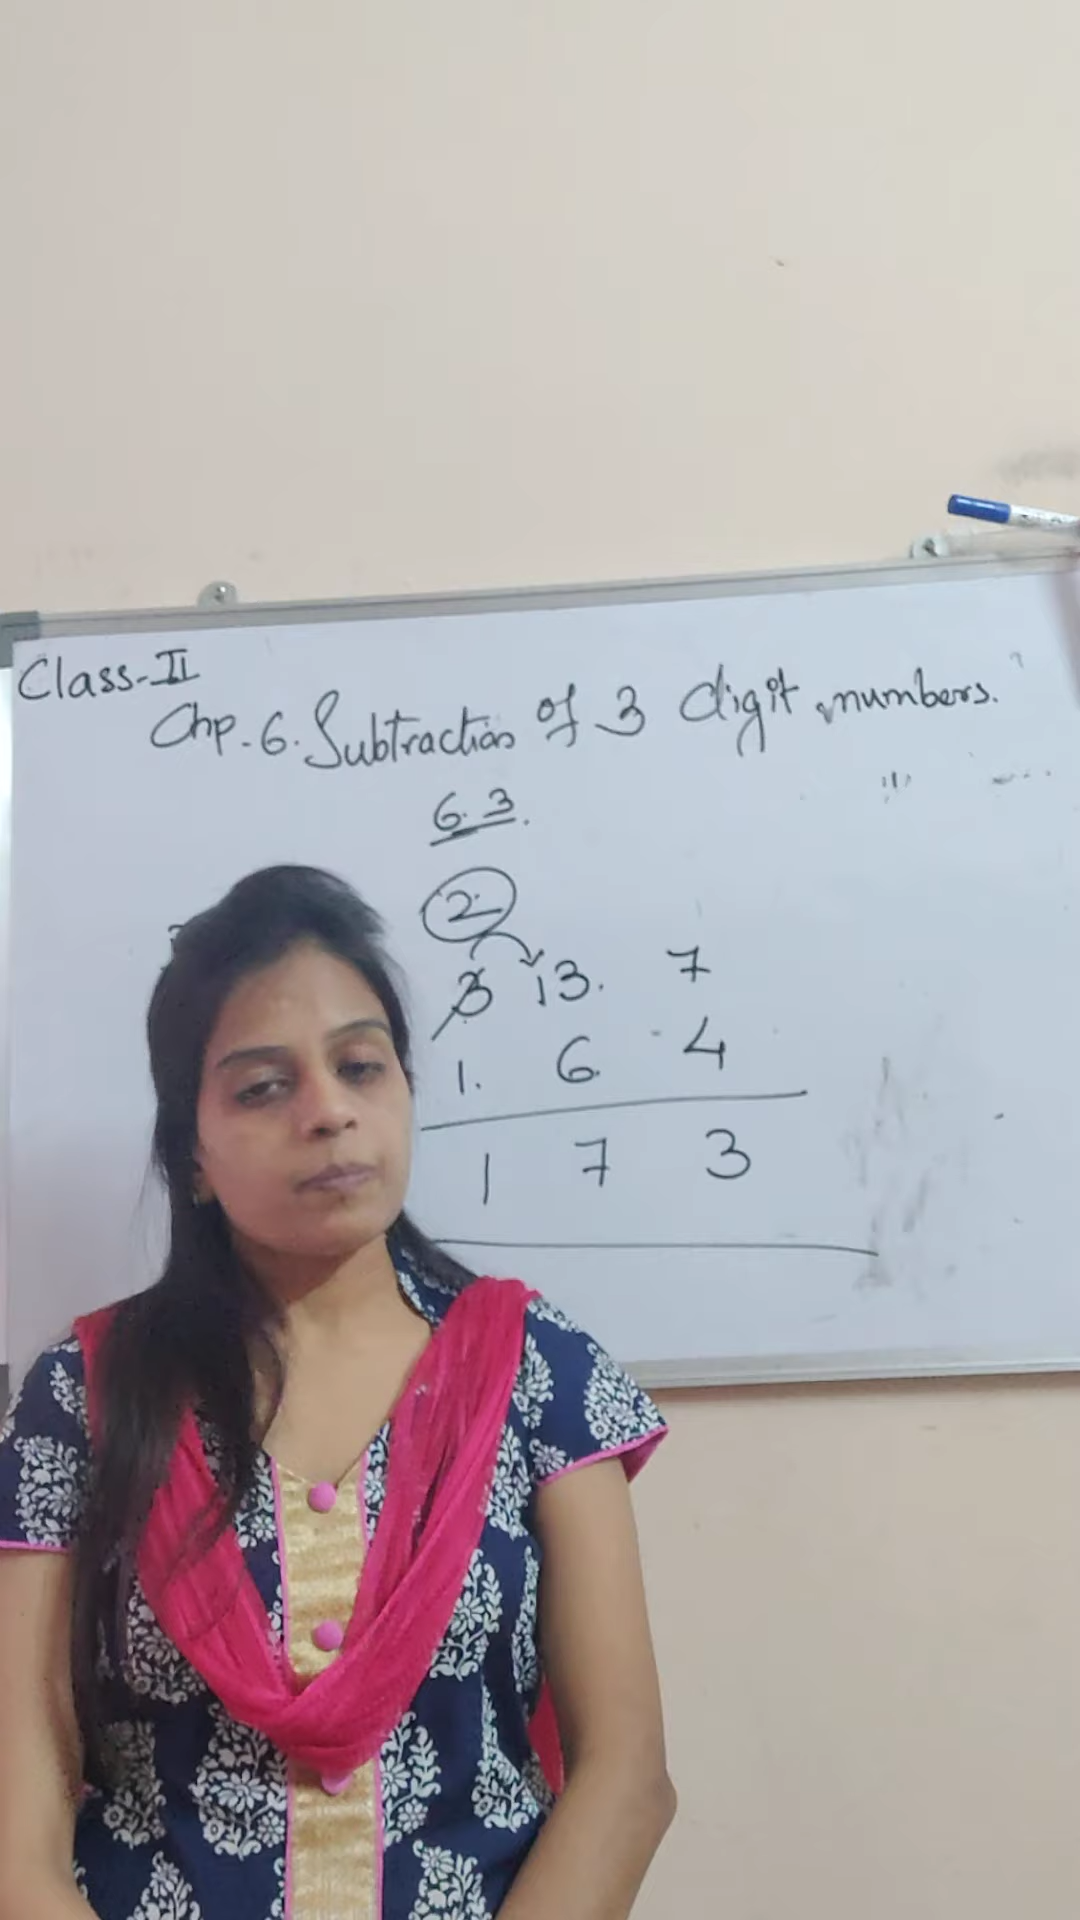 Class-II
Chp.6. Subtraction of 3 digit numbers.
6.3.
2
3 13. 7
1. 6 4
1 7 3